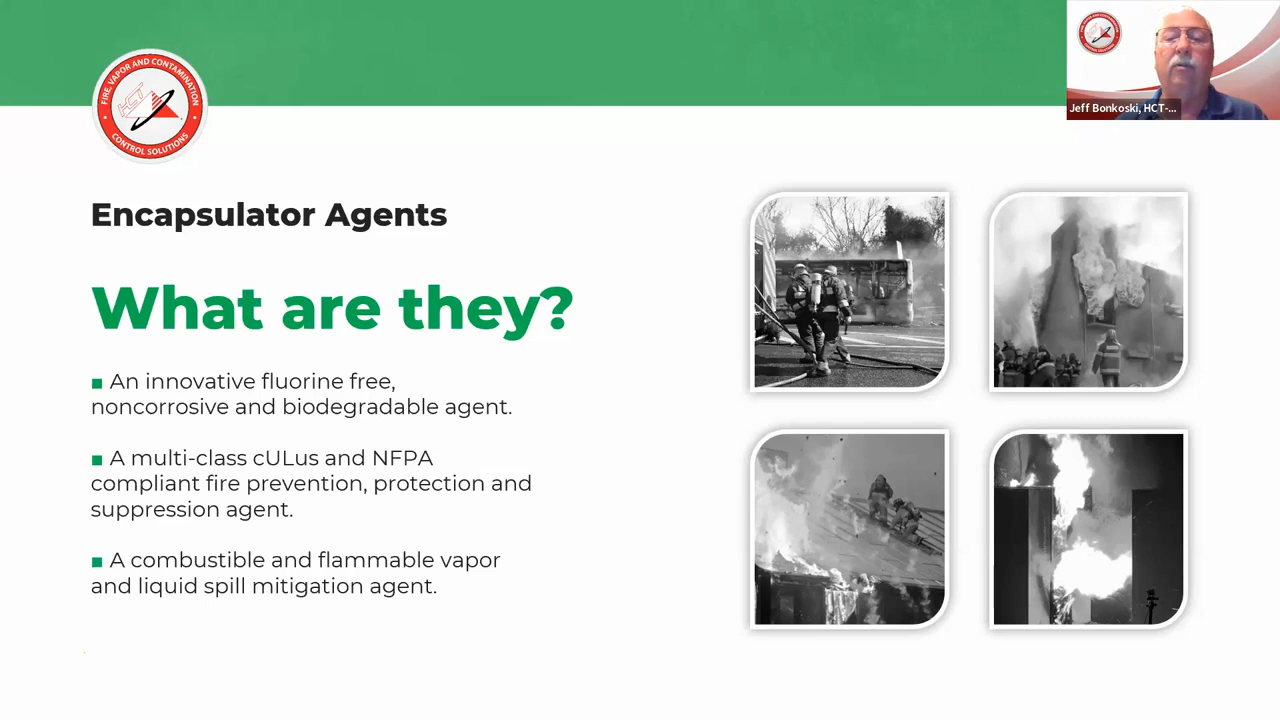 FIRE, VAPOR AND CONTAMINATION
HCT
CONTROL SOLUTIONS
Jeff Bonkoski, HCT-...
Encapsulator Agents
What are they?
■ An innovative fluorine free,
noncorrosive and biodegradable agent.
■ A multi-class cULus and NFPA
compliant fire prevention, protection and
suppression agent.
■ A combustible and flammable vapor
and liquid spill mitigation agent.